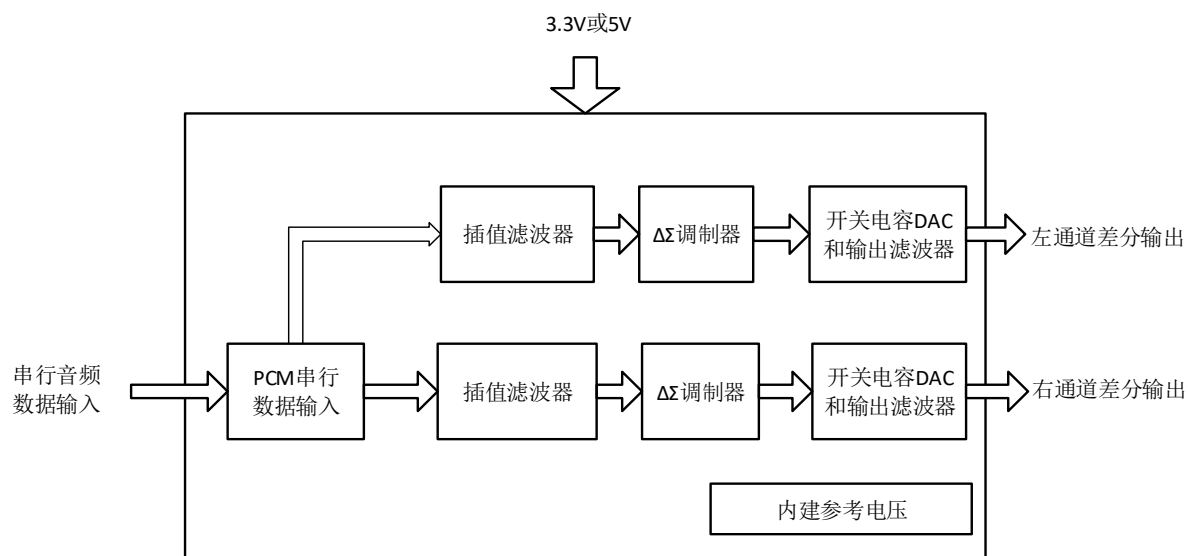 3.3V或5V
插值滤波器
ΔΣ调制器
开关电容DAC
和输出滤波器
左通道差分输出
串行音频
数据输入
PCM串行
数据输入
插值滤波器
ΔΣ调制器
开关电容DAC
和输出滤波器
右通道差分输出
内建参考电压